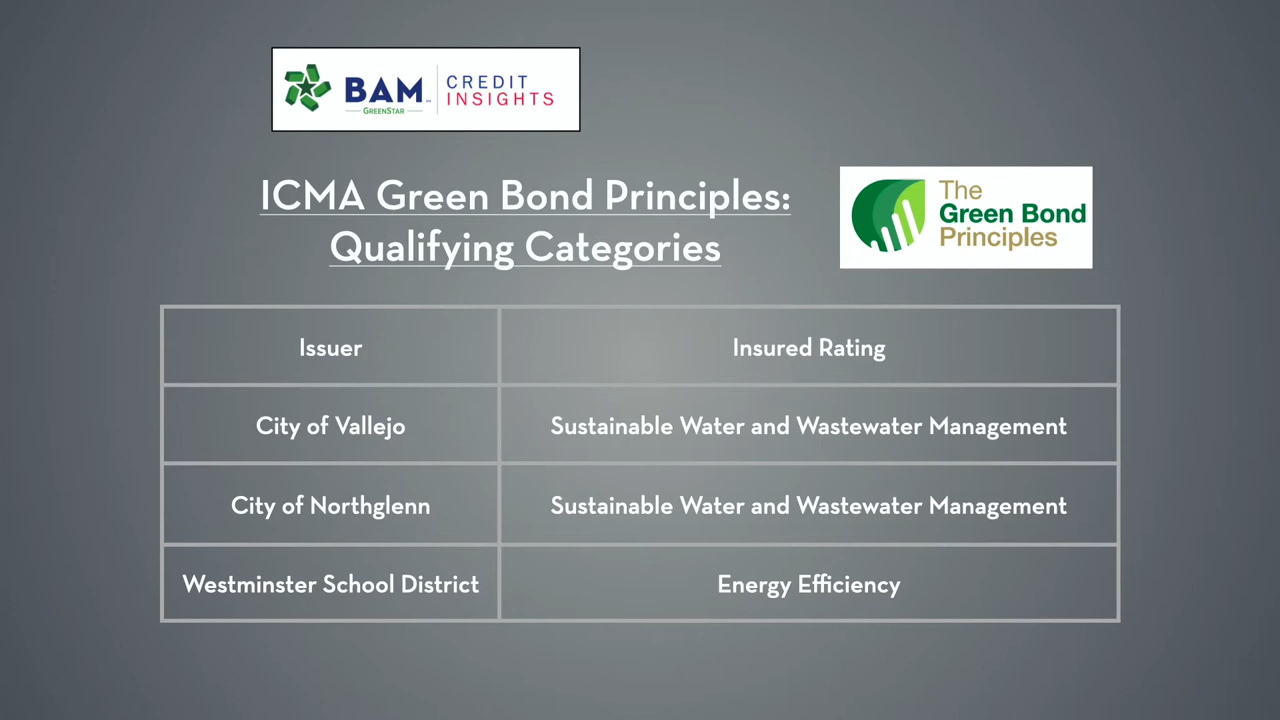 BAM
GREENSTAR
CREDIT
INSIGHTS
ICMA Green Bond Principles:
Qualifying Categories
The
Green Bond
Principles
Issuer Insured Rating
City of Vallejo Sustainable Water and Wastewater Management
City of Northglenn Sustainable Water and Wastewater Management
Westminster School District Energy Efficiency